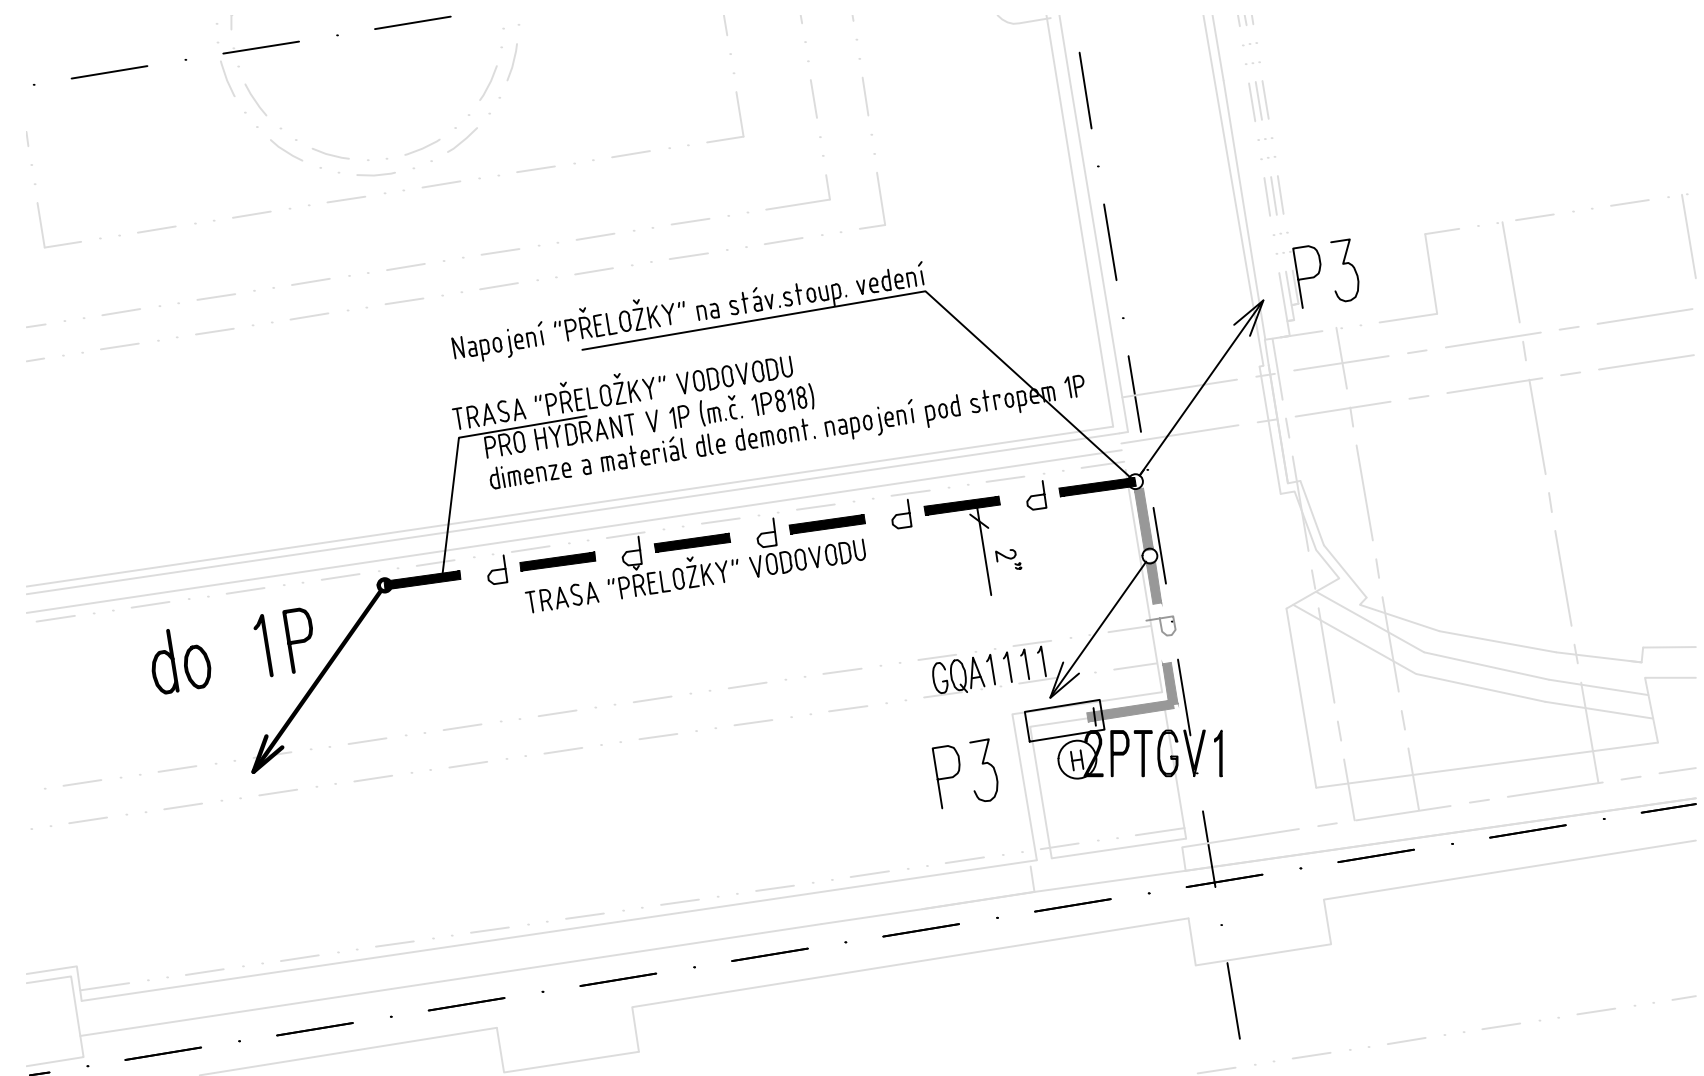 P3
Napojení "PŘELOŽKY" na stáv.stoup. vedení
TRASA "PŘELOŽKY" VODOVODU
PRO HYDRANT V 1P (m.č. 1P818)
dimenze a materiál dle demont. napojení pod stropem 1P
P P P P P
TRASA "PŘELOŽKY" VODOVODU
2"
P
do 1P
GQA1111
P3
H
2PTGV1